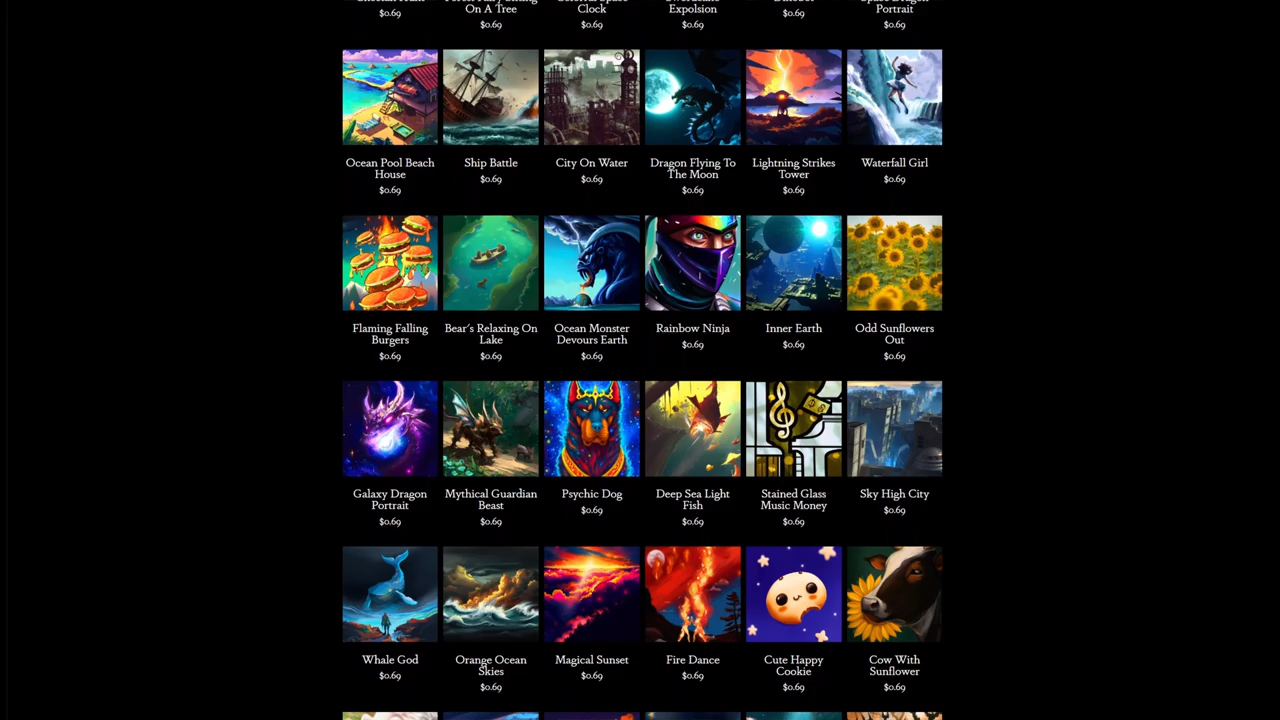 On A Tree
Clock
Portrait
$0.69
$0.69
$0.69
$0.69
$0.69
$0.69
Ocean Pool Beach
House
$0.69
Ship Battle
$0.69
City On Water
$0.69
Dragon Flying To
The Moon
$0.69
Lightning Strikes
Tower
$0.69
Waterfall Girl
$0.69
Flaming Falling
Burgers
$0.69
Bear's Relaxing On
Lake
$0.69
Ocean Monster
Devours Earth
$0.69
Rainbow Ninja
$0.69
Inner Earth
$0.69
Odd Sunflowers
Out
$0.69
Galaxy Dragon
Portrait
$0.69
Mythical Guardian
Beast
$0.69
Psychic Dog
$0.69
Deep Sea Light
Fish
$0.69
Stained Glass
Music Money
$0.69
Sky High City
$0.69
Whale God
$0.69
Orange Ocean
Skies
$0.69
Magical Sunset
$0.69
Fire Dance
$0.69
Cute Happy
Cookie
$0.69
Cow With
Sunflower
$0.69